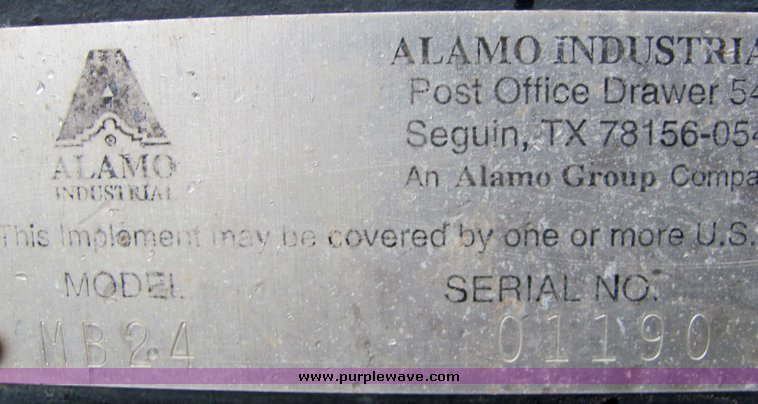 ALAMO
INDUSTRIAL
ALAMO INDUSTRIA
Post Office Drawer 54
Seguin, TX 78156-054
An Alamo Group Compa
This Implement may be covered by one or more U.S.
MODEL
SERIAL NO.
MB24
01190
www.purplewave.com